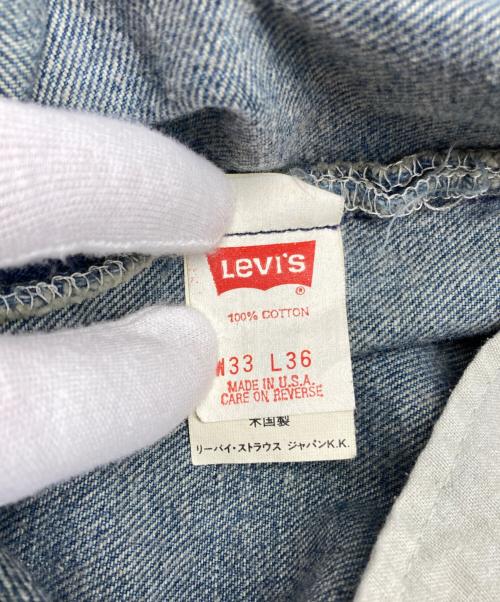 LEVI'S
®
100% COTTON
W33 L36
MADE IN U.S.A.
CARE ON REVERSE
米国製
リーバイ・ストラウス ジャパンK.K.